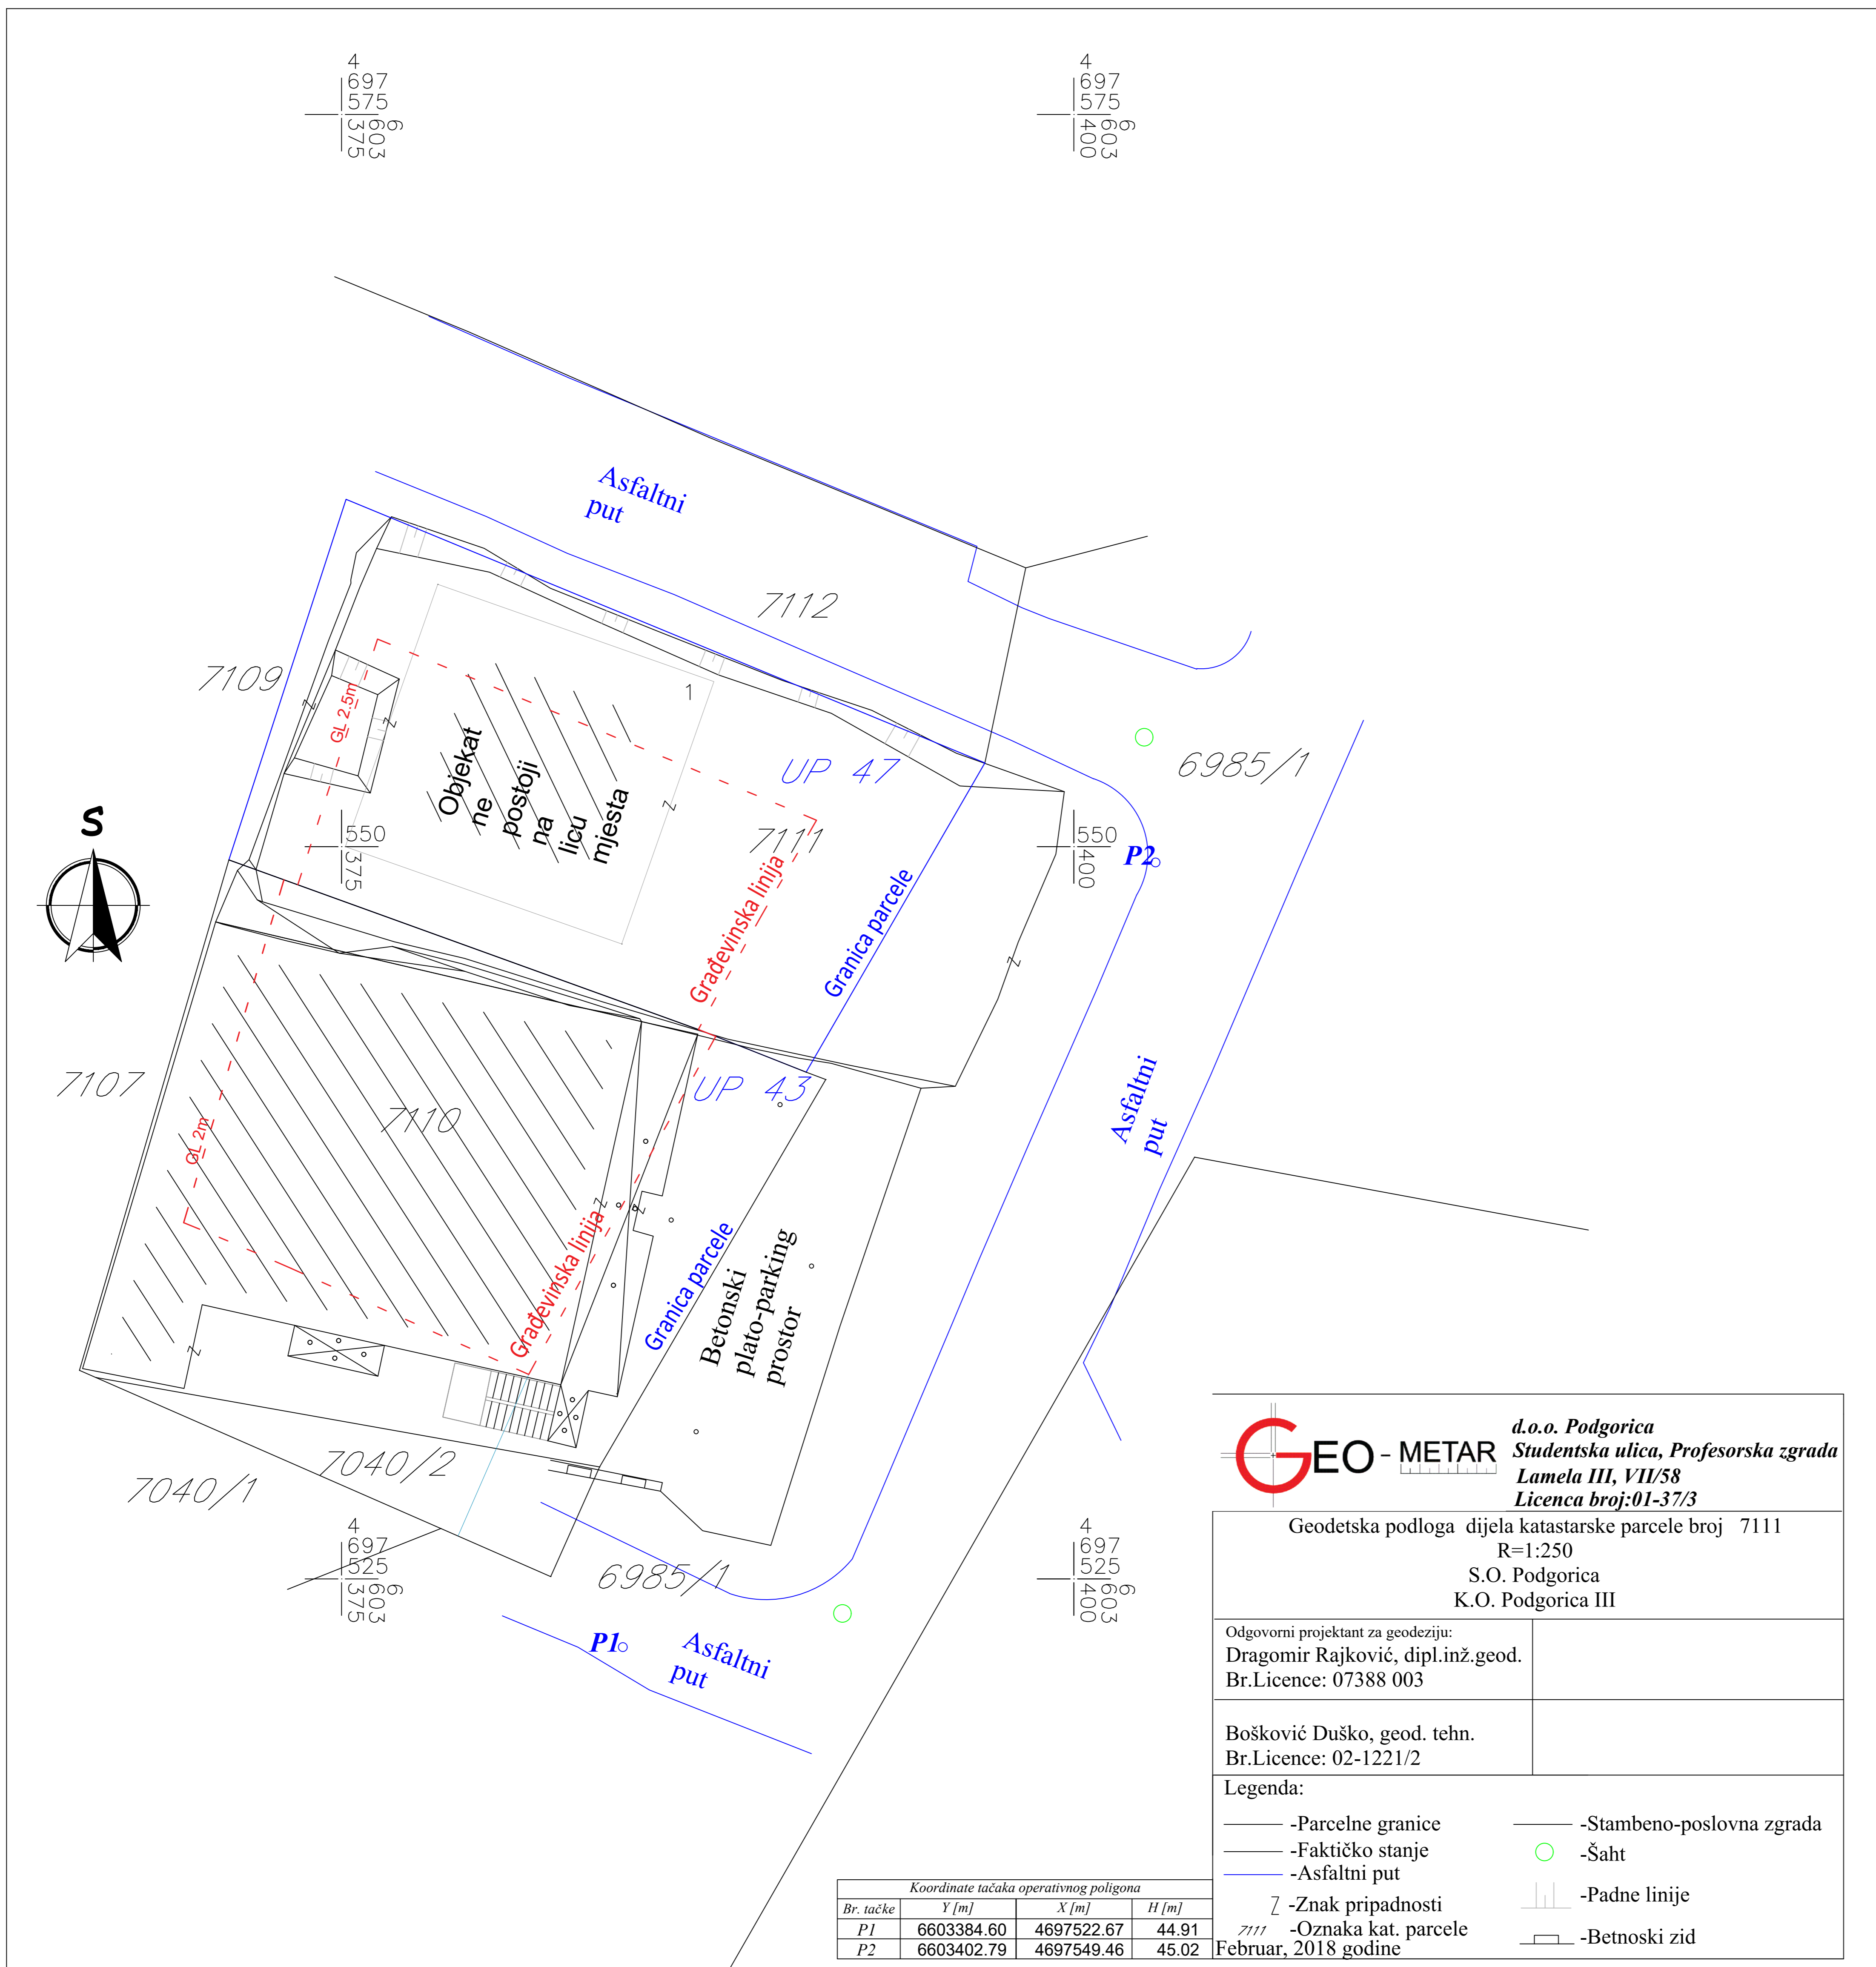 4
697
575
6
603
375
4
697
575
6
603
400
Asfaltni
put
7112
7109
GL 2.5m
1
Objekat
ne
postoji
na
licu
mjesta
UP 47
6985/1
7111
S
550
375
550
400
P2
Građevinska linija
Granica parcele
7107
UP 43
7110
GL 2m
Asfaltni
put
Građevinska linija
Granica parcele
Betonski
plato-parking
prostor
7040/2
7040/1
4
697
525
6
603
375
6985/1
4
697
525
6
603
400
P1
Asfaltni
put
GEO - METAR
d.o.o. Podgorica
Studentska ulica, Profesorska zgrada
Lamela III, VII/58
Licenca broj:01-37/3
Geodetska podloga dijela katastarske parcele broj 7111
R=1:250
S.O. Podgorica
K.O. Podgorica III
Odgovorni projektant za geodeziju:
Dragomir Rajković, dipl.inž.geod.
Br.Licence: 07388 003
Bošković Duško, geod. tehn.
Br.Licence: 02-1221/2
Legenda:
-Parcelne granice
-Stambeno-poslovna zgrada
-Faktičko stanje
-Šaht
-Asfaltni put
-Padne linije
Z -Znak pripadnosti
7111 -Oznaka kat. parcele
-Betnoski zid
Februar, 2018 godine
Koordinate tačaka operativnog poligona
Br. tačke Y [m] X [m] H [m]
P1 6603384.60 4697522.67 44.91
P2 6603402.79 4697549.46 45.02